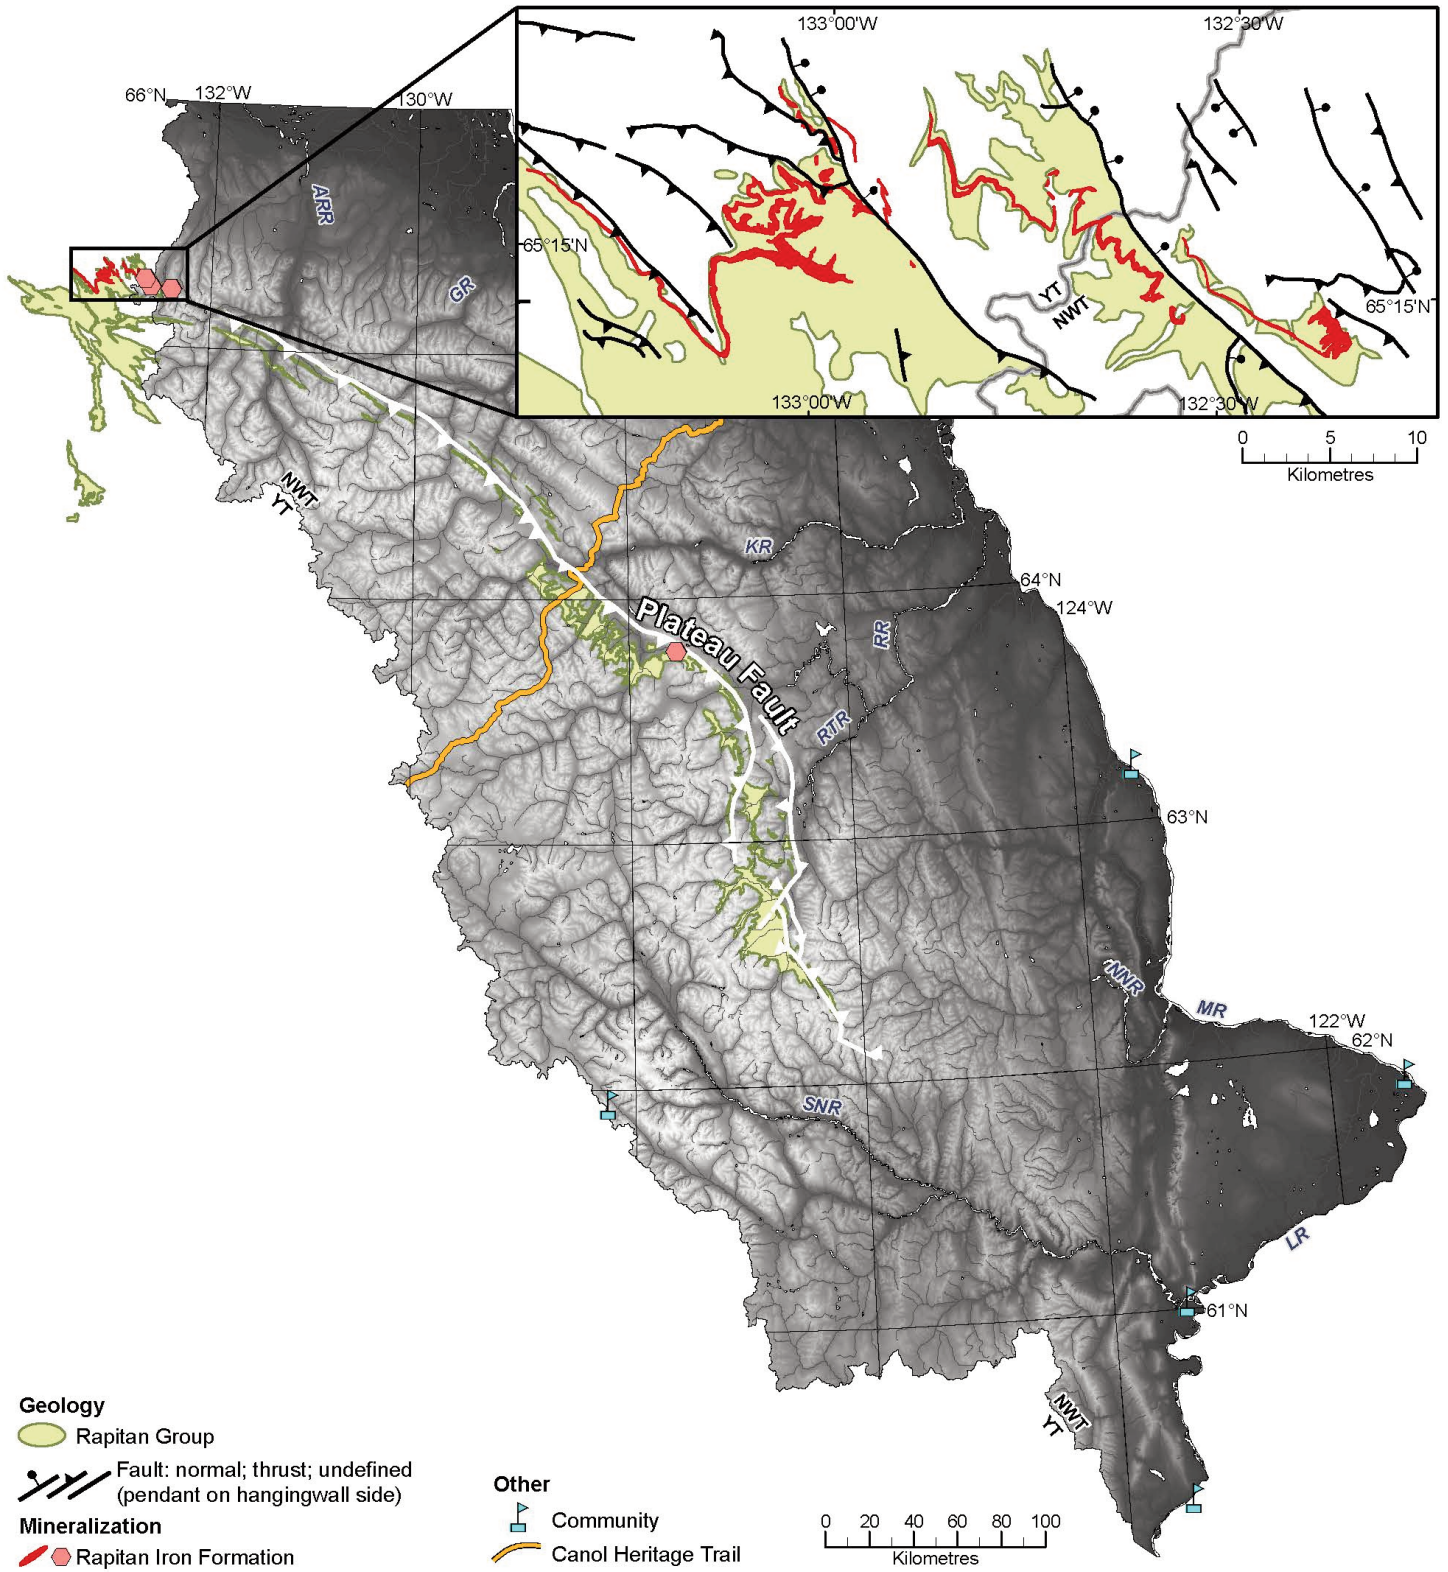 133°00'W
132°30'W
66°N
132°W
130°W
ARR
65°15'N
GR
YT
NWT
65°15'N
133°00'W
132°30'W
0 5 10
Kilometres
NWT
YT
KR
64°N
124°W
Plateau Fault
RR
RTR
63°N
NNR
MR
122°W
62°N
SNR
LR
61°N
NWT
YT
Geology
Rapitan Group
Fault: normal; thrust; undefined
(pendant on hangingwall side)
Mineralization
Rapitan Iron Formation
Other
Community
Canol Heritage Trail
0 20 40 60 80 100
Kilometres